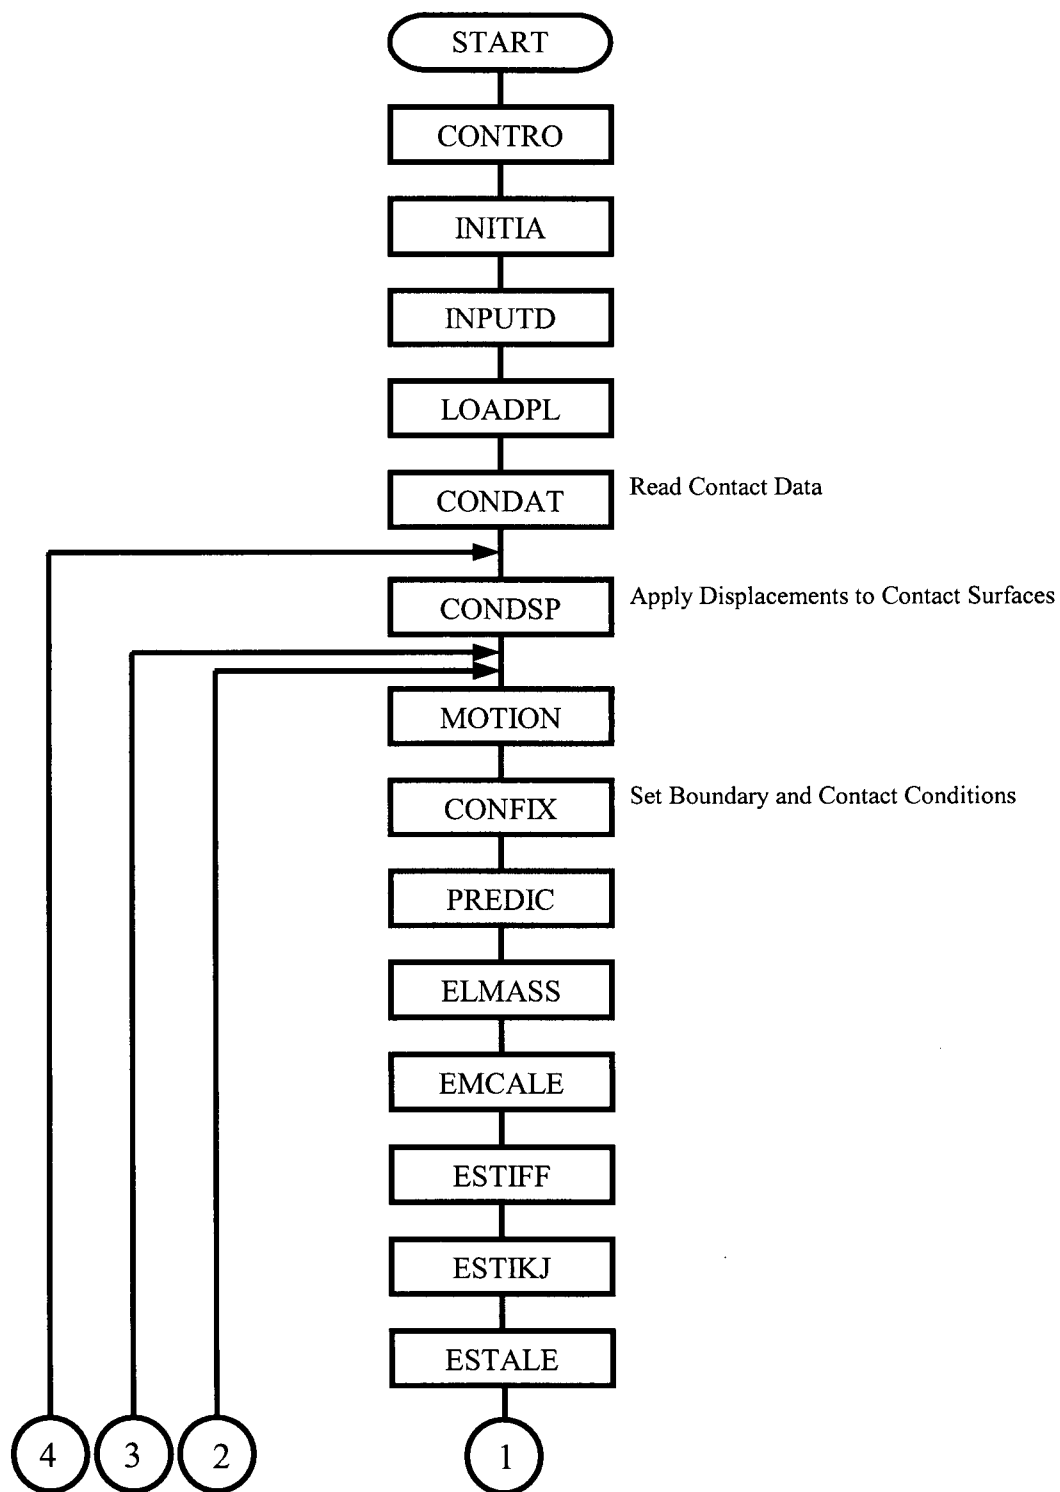 START
CONTRO
INITIA
INPUTD
LOADPL
CONDAT
Read Contact Data
CONDSP
Apply Displacements to Contact Surfaces
MOTION
CONFIX
Set Boundary and Contact Conditions
PREDIC
ELMASS
EMCALE
ESTIFF
ESTIKJ
ESTALE
4
3
2
1